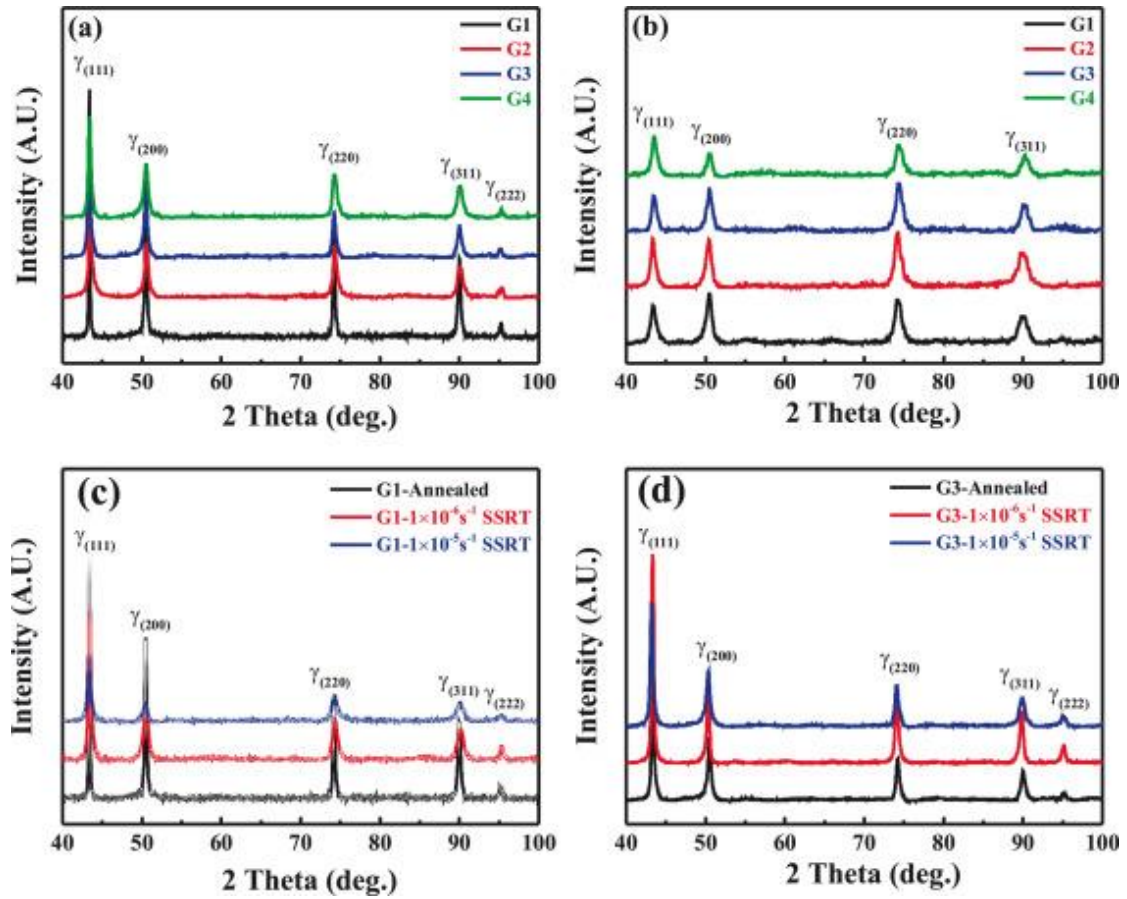 (a)
G1
G2
G3
G4
γ(111)
γ(200)
γ(220)
γ(311)
γ(222)
Intensity (A.U.)
40 50 60 70 80 90 100
2 Theta (deg.)
(b)
G1
G2
G3
G4
γ(111)
γ(200)
γ(220)
γ(311)
Intensity (A.U.)
40 50 60 70 80 90 100
2 Theta (deg.)
(c)
G1-Annealed
G1-1×10⁻⁶s⁻¹ SSRT
G1-1×10⁻⁵s⁻¹ SSRT
γ(111)
γ(200)
γ(220)
γ(311)
γ(222)
Intensity (A.U.)
40 50 60 70 80 90 100
2 Theta (deg.)
(d)
G3-Annealed
G3-1×10⁻⁶s⁻¹ SSRT
G3-1×10⁻⁵s⁻¹ SSRT
γ(111)
γ(200)
γ(220)
γ(311)
γ(222)
Intensity (A.U.)
40 50 60 70 80 90 100
2 Theta (deg.)